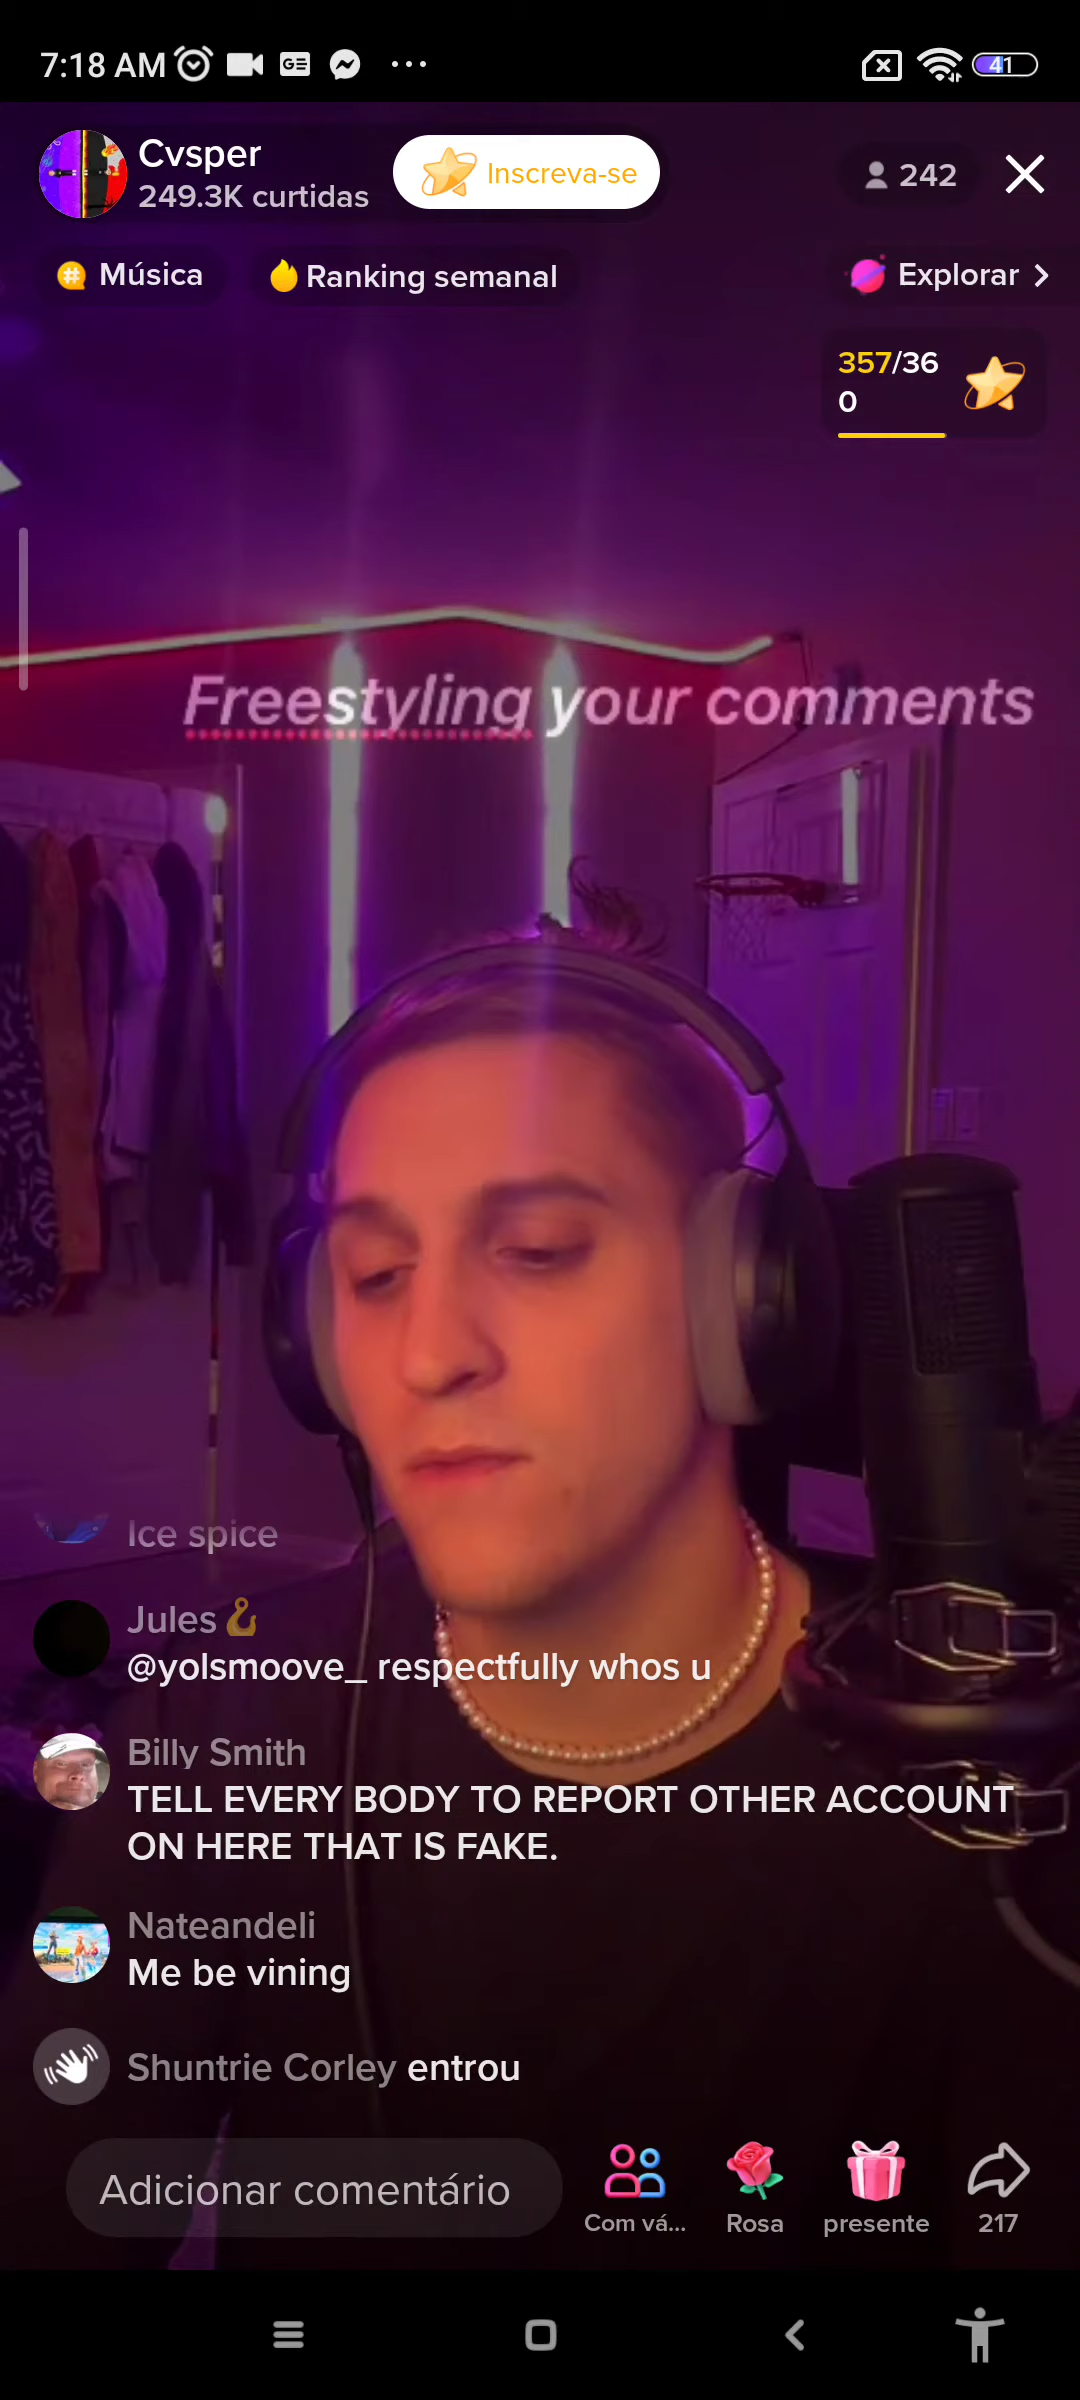 7:18 AM
GE
41
Cvsper
249.3K curtidas
Inscreva-se
242
Música
Ranking semanal
Explorar
357/36
0
Freestyling your comments
Ice spice
Jules
@yolsmoove_ respectfully whos u
Billy Smith
TELL EVERY BODY TO REPORT OTHER ACCOUNT
ON HERE THAT IS FAKE.
Nateandeli
Me be vining
Shuntrie Corley entrou
Adicionar comentário
Com vá...
Rosa
presente
217